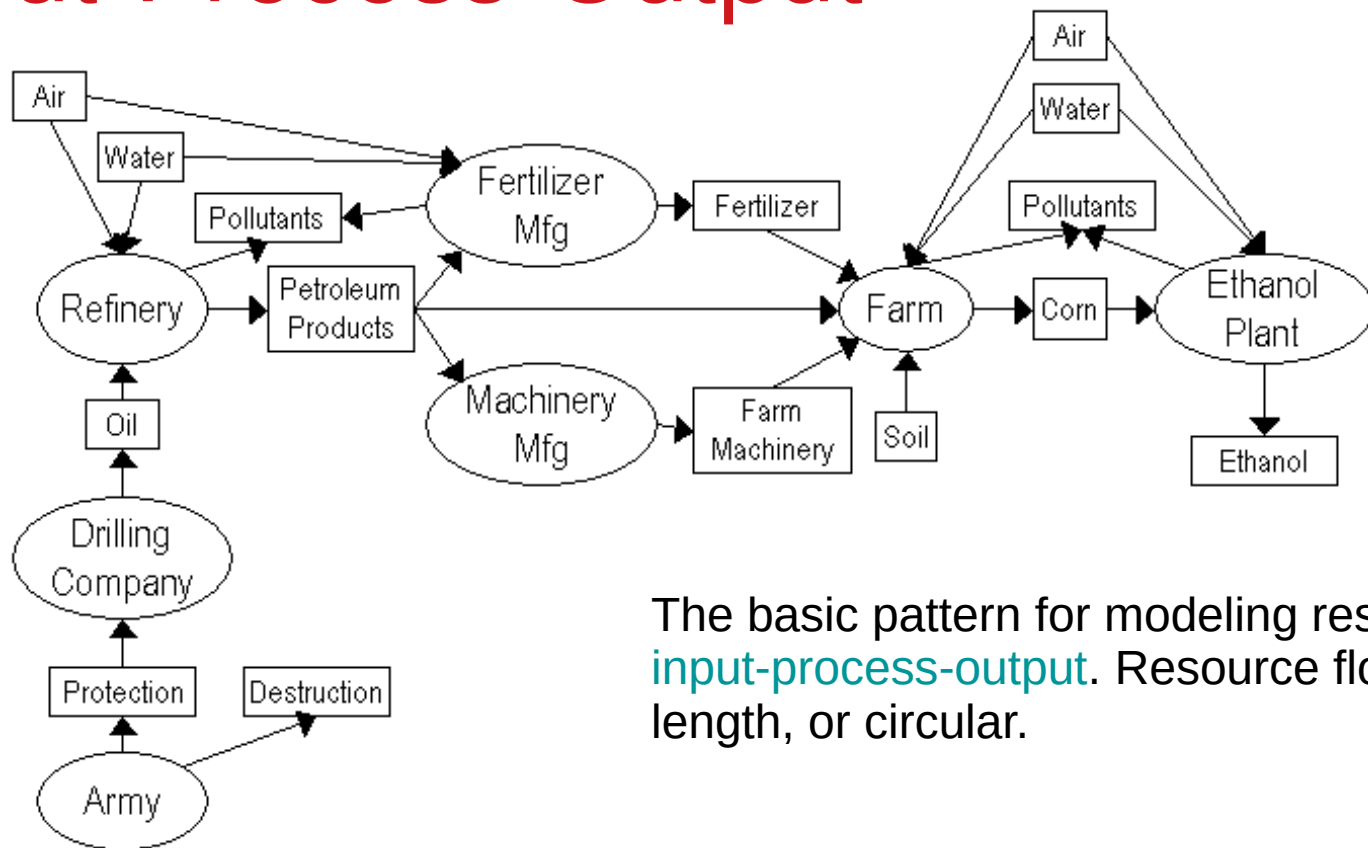 Process Output
Air
Air
Water
Water
Fertilizer
Mfg
Pollutants
Fertilizer
Pollutants
Refinery
Petroleum
Products
Farm
Corn
Ethanol
Plant
Oil
Machinery
Mfg
Farm
Machinery
Soil
Ethanol
Drilling
Company
The basic pattern for modeling
input-process-output. Resource
length, or circular.
Protection
Destruction
Army